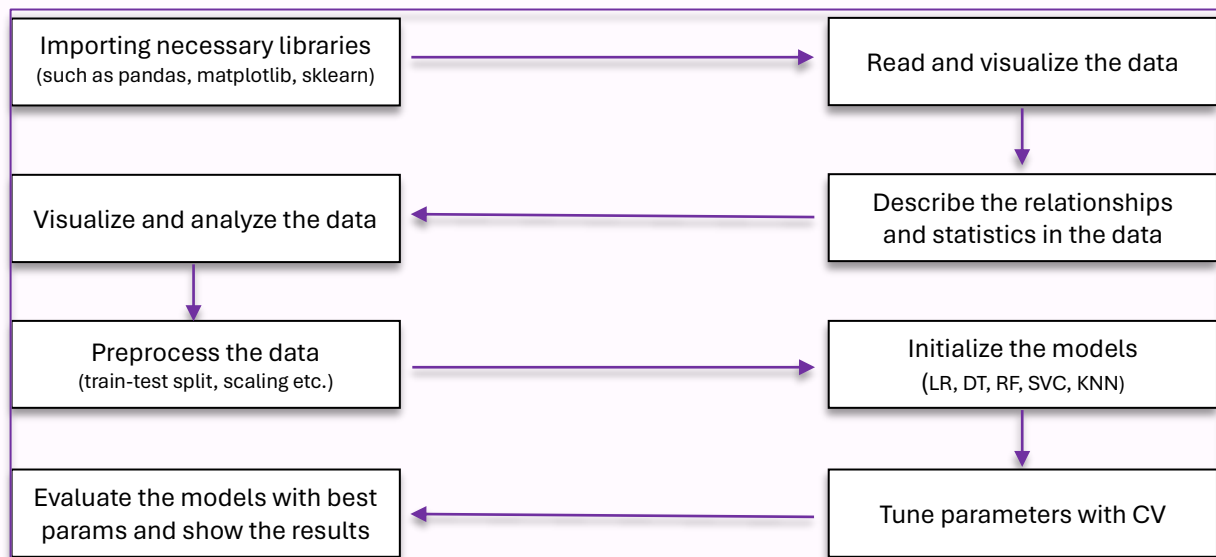 Importing necessary libraries
(such as pandas, matplotlib, sklearn)
Read and visualize the data
Describe the relationships
and statistics in the data
Visualize and analyze the data
Preprocess the data
(train-test split, scaling etc.)
Initialize the models
(LR, DT, RF, SVC, KNN)
Tune parameters with CV
Evaluate the models with best
params and show the results